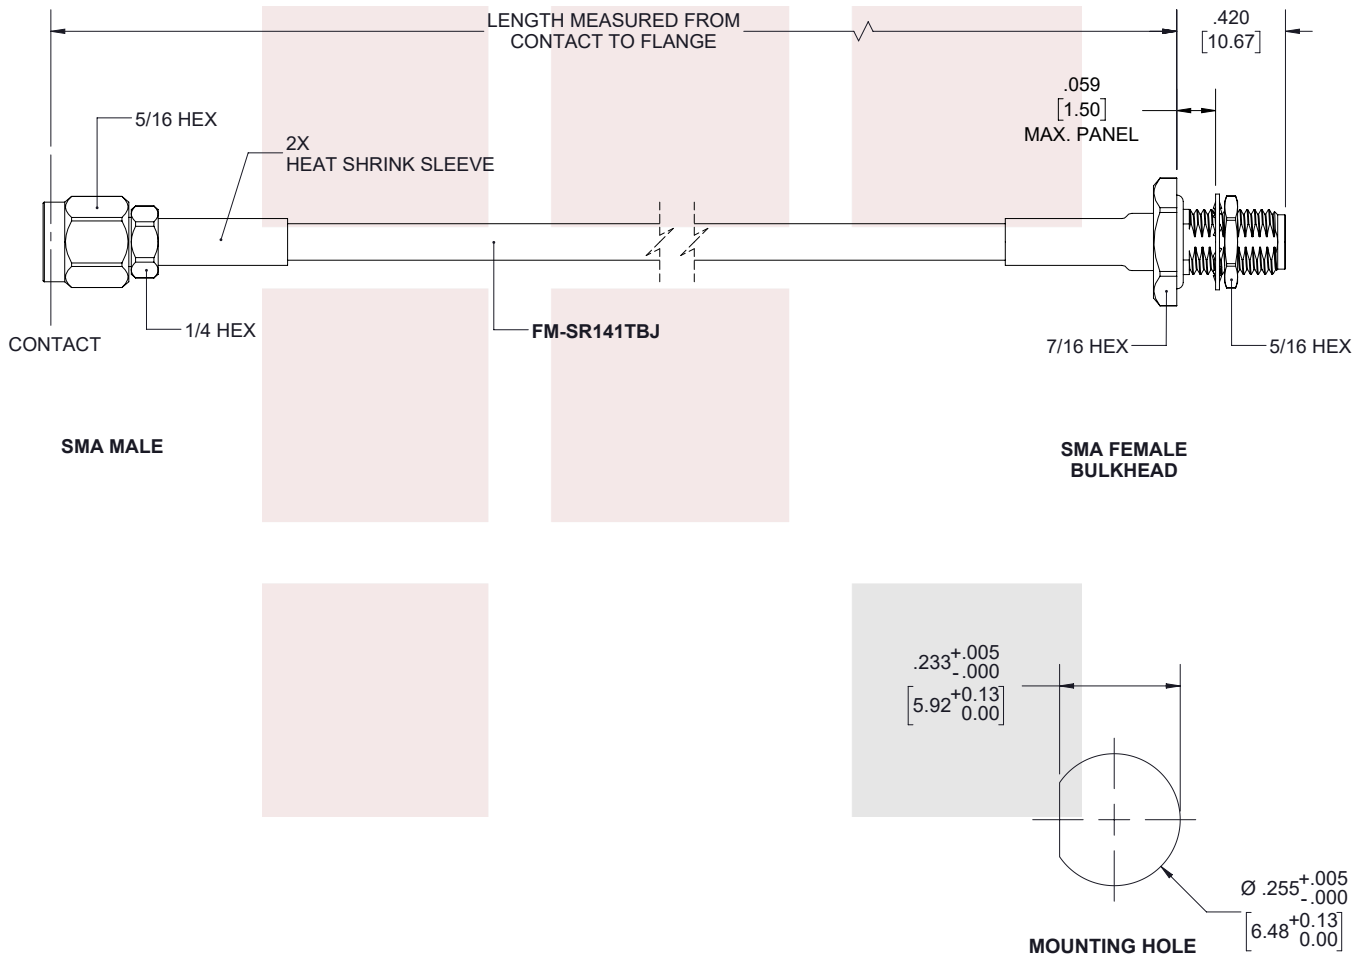 LENGTH MEASURED FROM
CONTACT TO FLANGE
.420
[10.67]
.059
[1.50]
MAX. PANEL
5/16 HEX
2X
HEAT SHRINK SLEEVE
1/4 HEX
FM-SR141TBJ
CONTACT
7/16 HEX
5/16 HEX
SMA MALE
SMA FEMALE
BULKHEAD
.233 +.005
-.000
[5.92 +0.13
0.00]
Ø .255 +.005
-.000
[6.48 +0.13
0.00]
MOUNTING HOLE